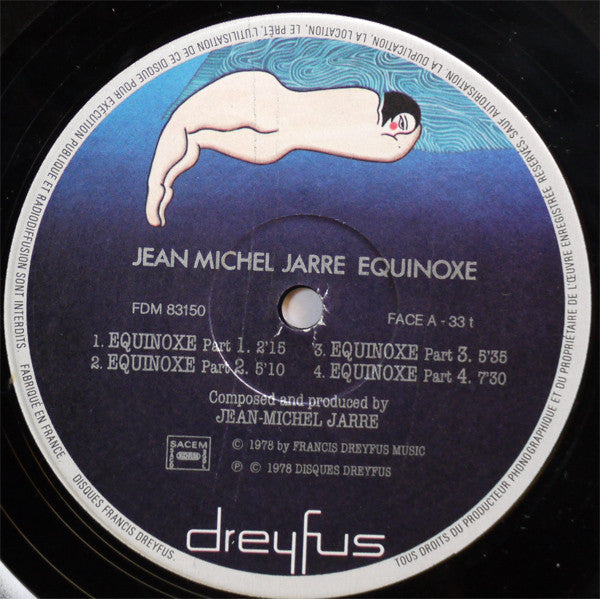 JEAN MICHEL JARRE EQUINOXE
FDM 83150
FACE A - 33 t
1. EQUINOXE Part 1. 2'15
2. EQUINOXE Part 2. 5'10
3. EQUINOXE Part 3. 5'35
4. EQUINOXE Part 4. 7'30
Composed and produced by
JEAN-MICHEL JARRE
SACEM
© 1978 by FRANCIS DREYFUS MUSIC
℗ © 1978 DISQUES DREYFUS
dreyfus
TOUS DROITS DU PRODUCTEUR PHONOGRAPHIQUE ET DU PROPRIÉTAIRE DE L'ŒUVRE ENREGISTRÉE RÉSERVÉS. SAUF AUTORISATION, LA DUPLICATION, LA LOCATION, LE PRÊT, L'UTILISATION DE CE DISQUE POUR EXÉCUTION PUBLIQUE ET RADIODIFFUSION SONT INTERDITS. FABRIQUÉ EN FRANCE. DISQUES FRANCIS DREYFUS.